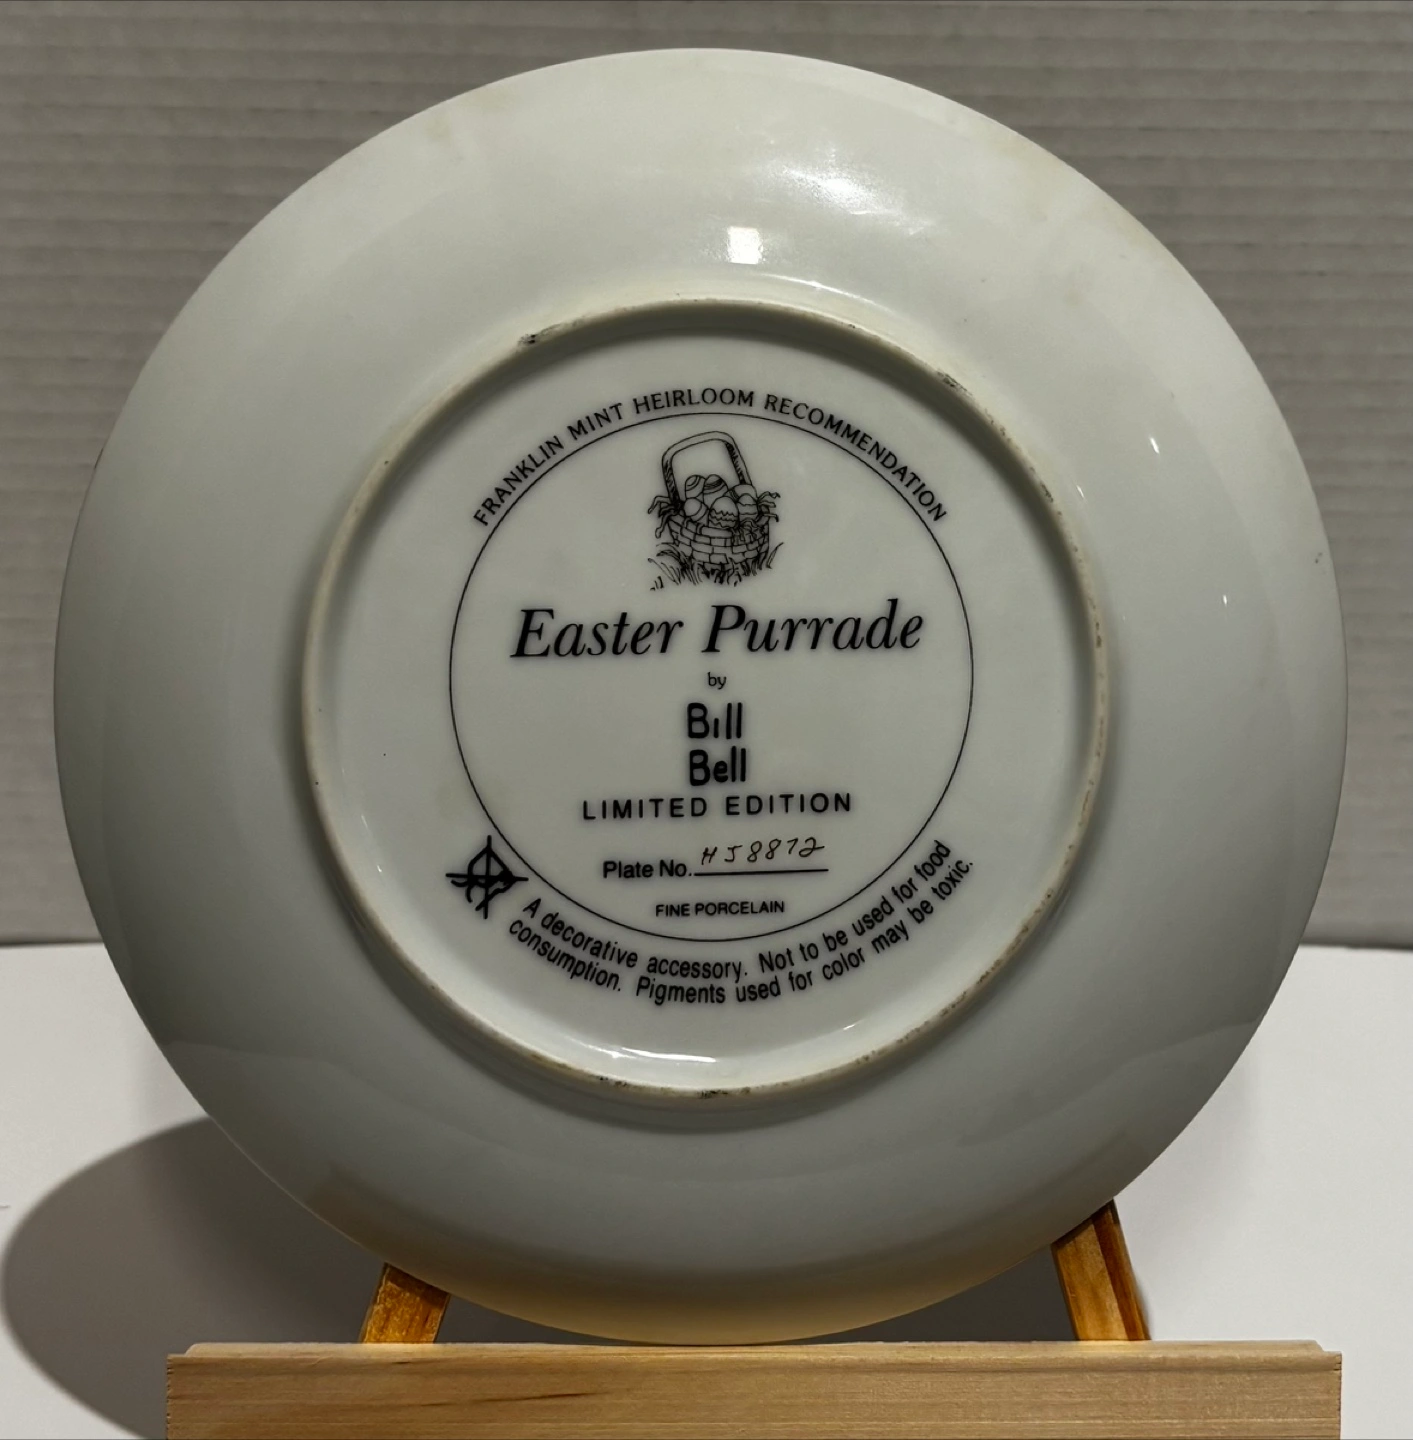 FRANKLIN MINT HEIRLOOM RECOMMENDATION
Easter Purrade
by
Bill
Bell
LIMITED EDITION
Plate No. HJ8872
FINE PORCELAIN
A decorative accessory. Not to be used for food
consumption. Pigments used for color may be toxic.